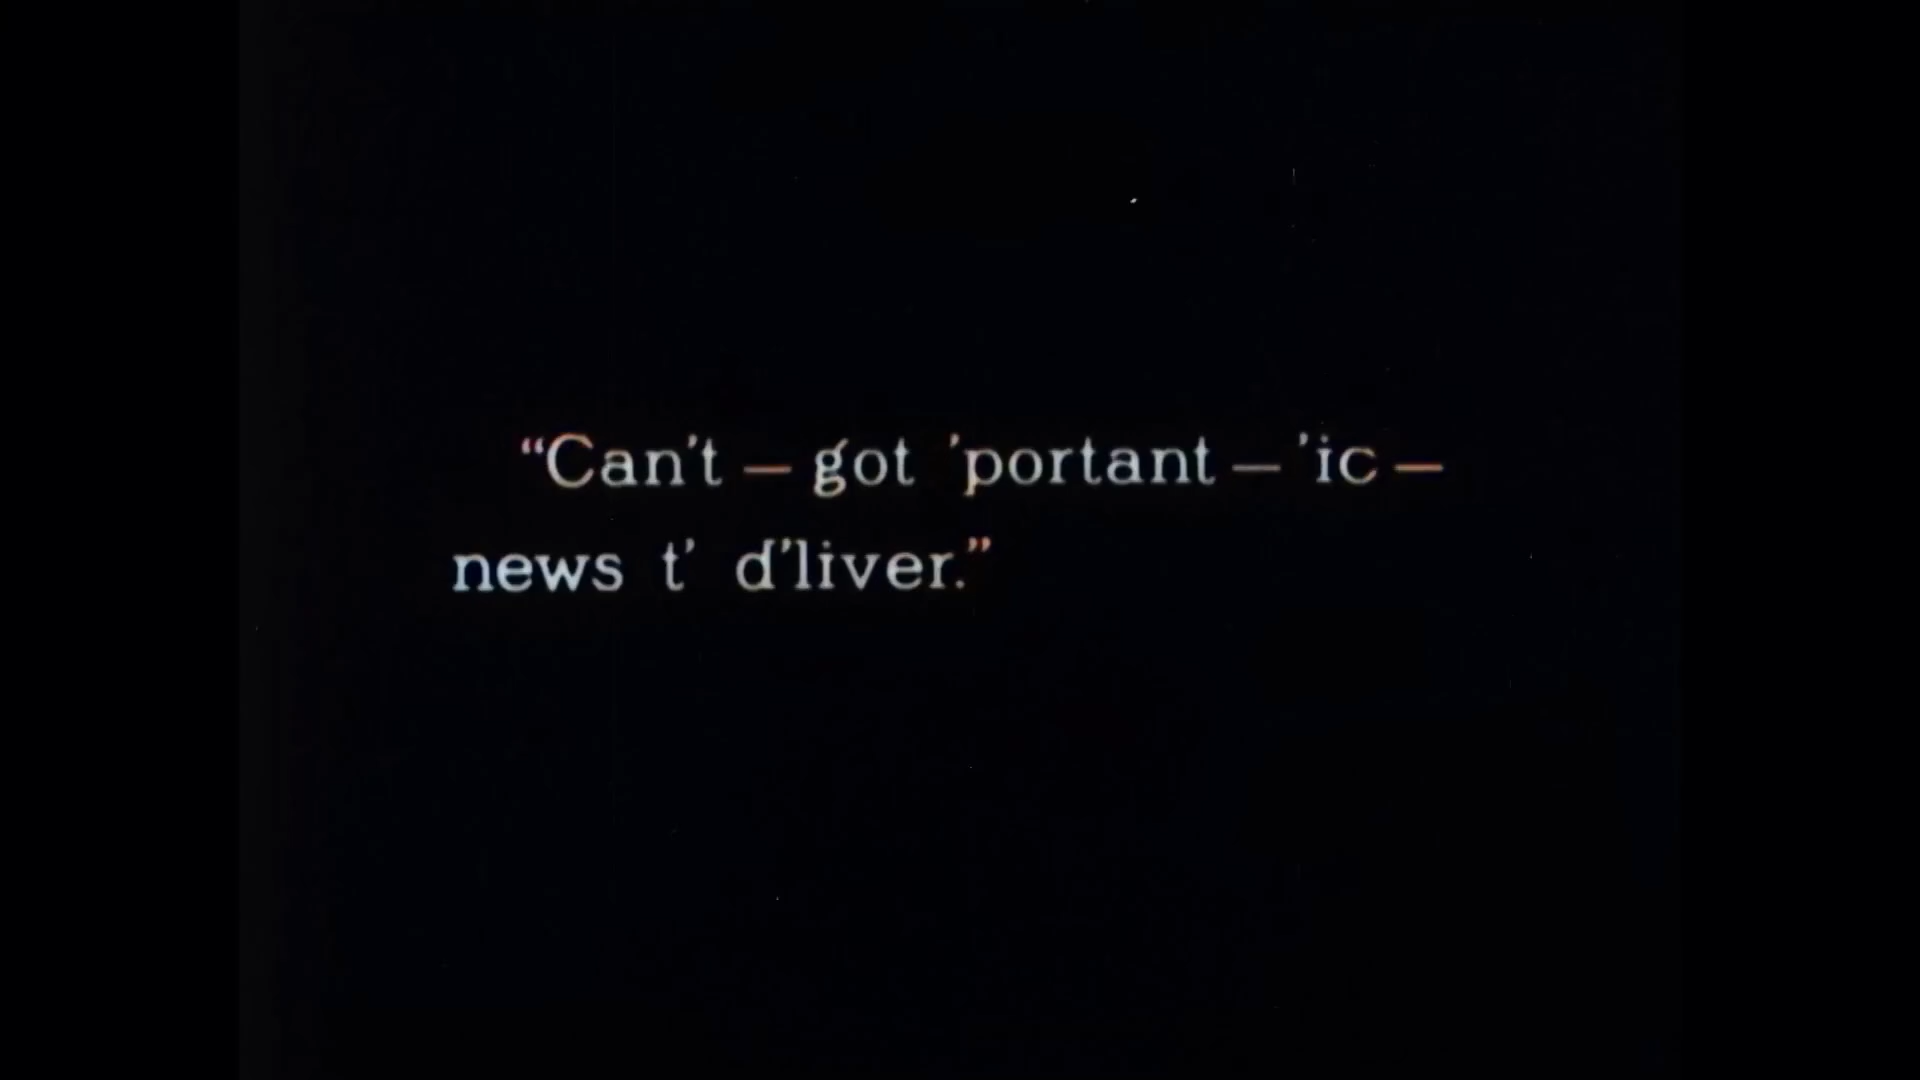 “Can’t — got ’portant — ’ic —
news t’ d’liver.”